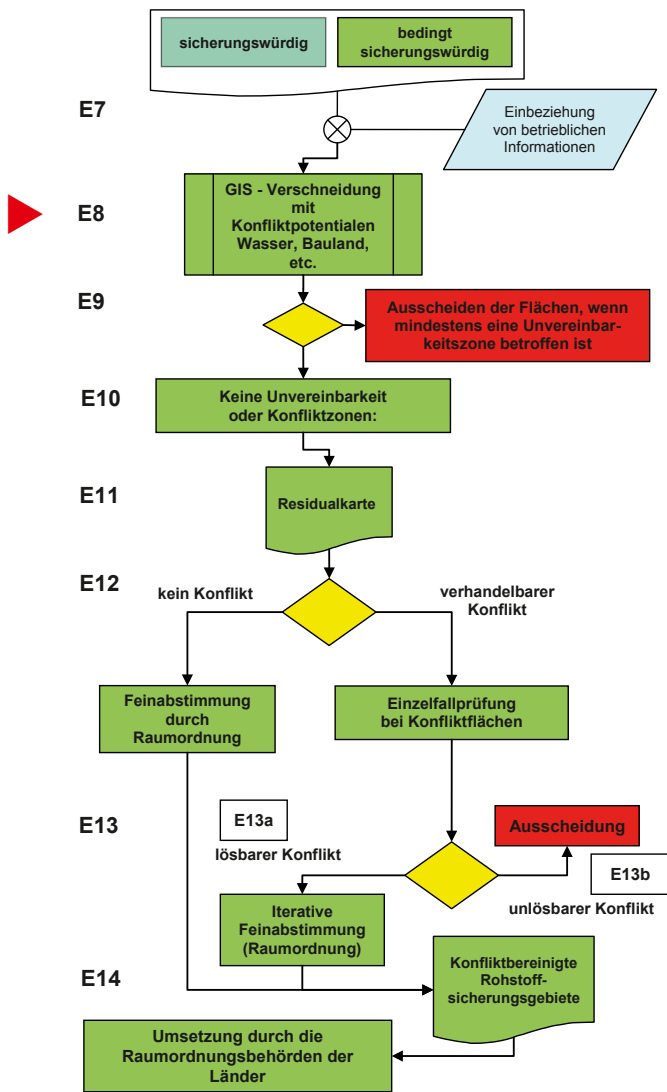 sicherungswürdig
bedingt
sicherungswürdig
E7
Einbeziehung
von betrieblichen
Informationen
E8
GIS - Verschneidung
mit
Konfliktpotentialen
Wasser, Bauland,
etc.
E9
Ausscheiden der Flächen, wenn
mindestens eine Unvereinbar-
keitszone betroffen ist
E10
Keine Unvereinbarkeit
oder Konfliktzonen:
E11
Residualkarte
E12
kein Konflikt
verhandelbarer
Konflikt
Feinabstimmung
durch
Raumordnung
Einzelfallprüfung
bei Konfliktflächen
E13
E13a
lösbarer Konflikt
Ausscheidung
E13b
unlösbarer Konflikt
Iterative
Feinabstimmung
(Raumordnung)
E14
Konfliktbereinigte
Rohstoff-
sicherungsgebiete
Umsetzung durch die
Raumordnungsbehörden der
Länder